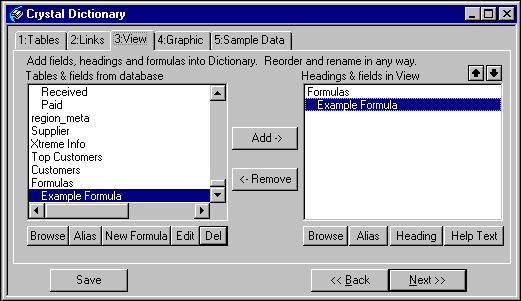 Crystal Dictionary
1:Tables 2:Links 3:View 4:Graphic 5:Sample Data
Add fields, headings and formulas into Dictionary. Reorder and rename in any way.
Tables & fields from database
Headings & fields in View
Received
Paid
region_meta
Supplier
Xtreme Info
Top Customers
Customers
Formulas
Example Formula
Add ->
<- Remove
Formulas
Example Formula
Browse Alias New Formula Edit Del
Browse Alias Heading Help Text
Save << Back Next >>